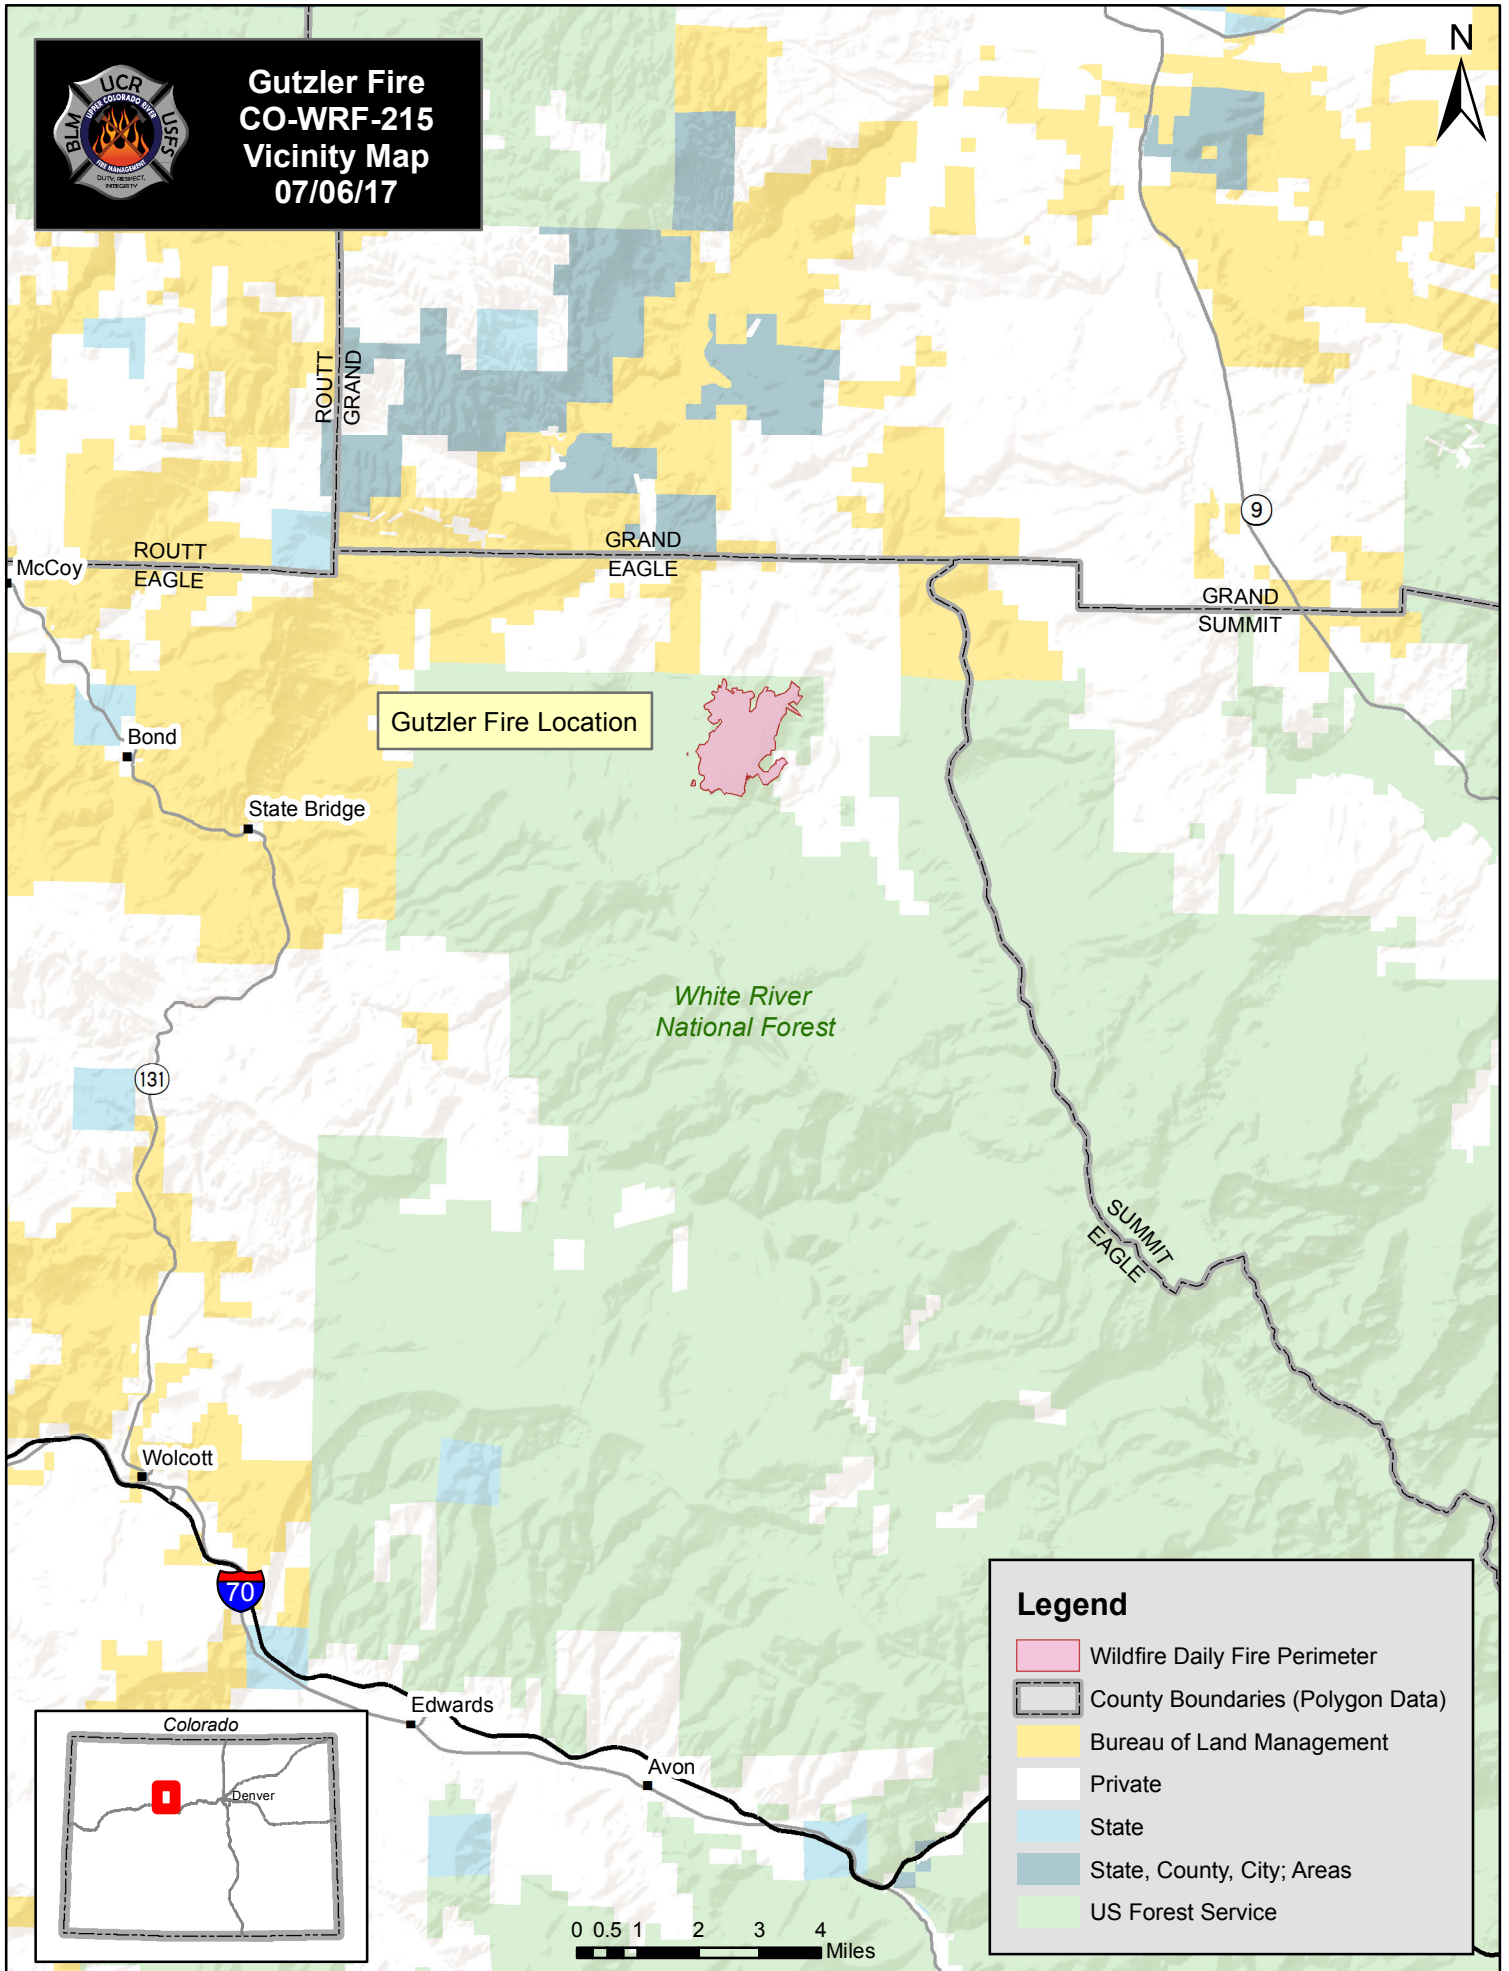 UCR
UPPER COLORADO RIVER
BLM
USFS
FIRE MANAGEMENT
DUTY, RESPECT,
INTEGRITY
Gutzler Fire
CO-WRF-215
Vicinity Map
07/06/17
N
ROUTT
GRAND
9
ROUTT
EAGLE
GRAND
EAGLE
McCoy
GRAND
SUMMIT
Gutzler Fire Location
Bond
State Bridge
White River
National Forest
131
SUMMIT
EAGLE
Wolcott
70
Edwards
Avon
Colorado
Denver
0 0.5 1 2 3 4
Miles
Legend
Wildfire Daily Fire Perimeter
County Boundaries (Polygon Data)
Bureau of Land Management
Private
State
State, County, City; Areas
US Forest Service